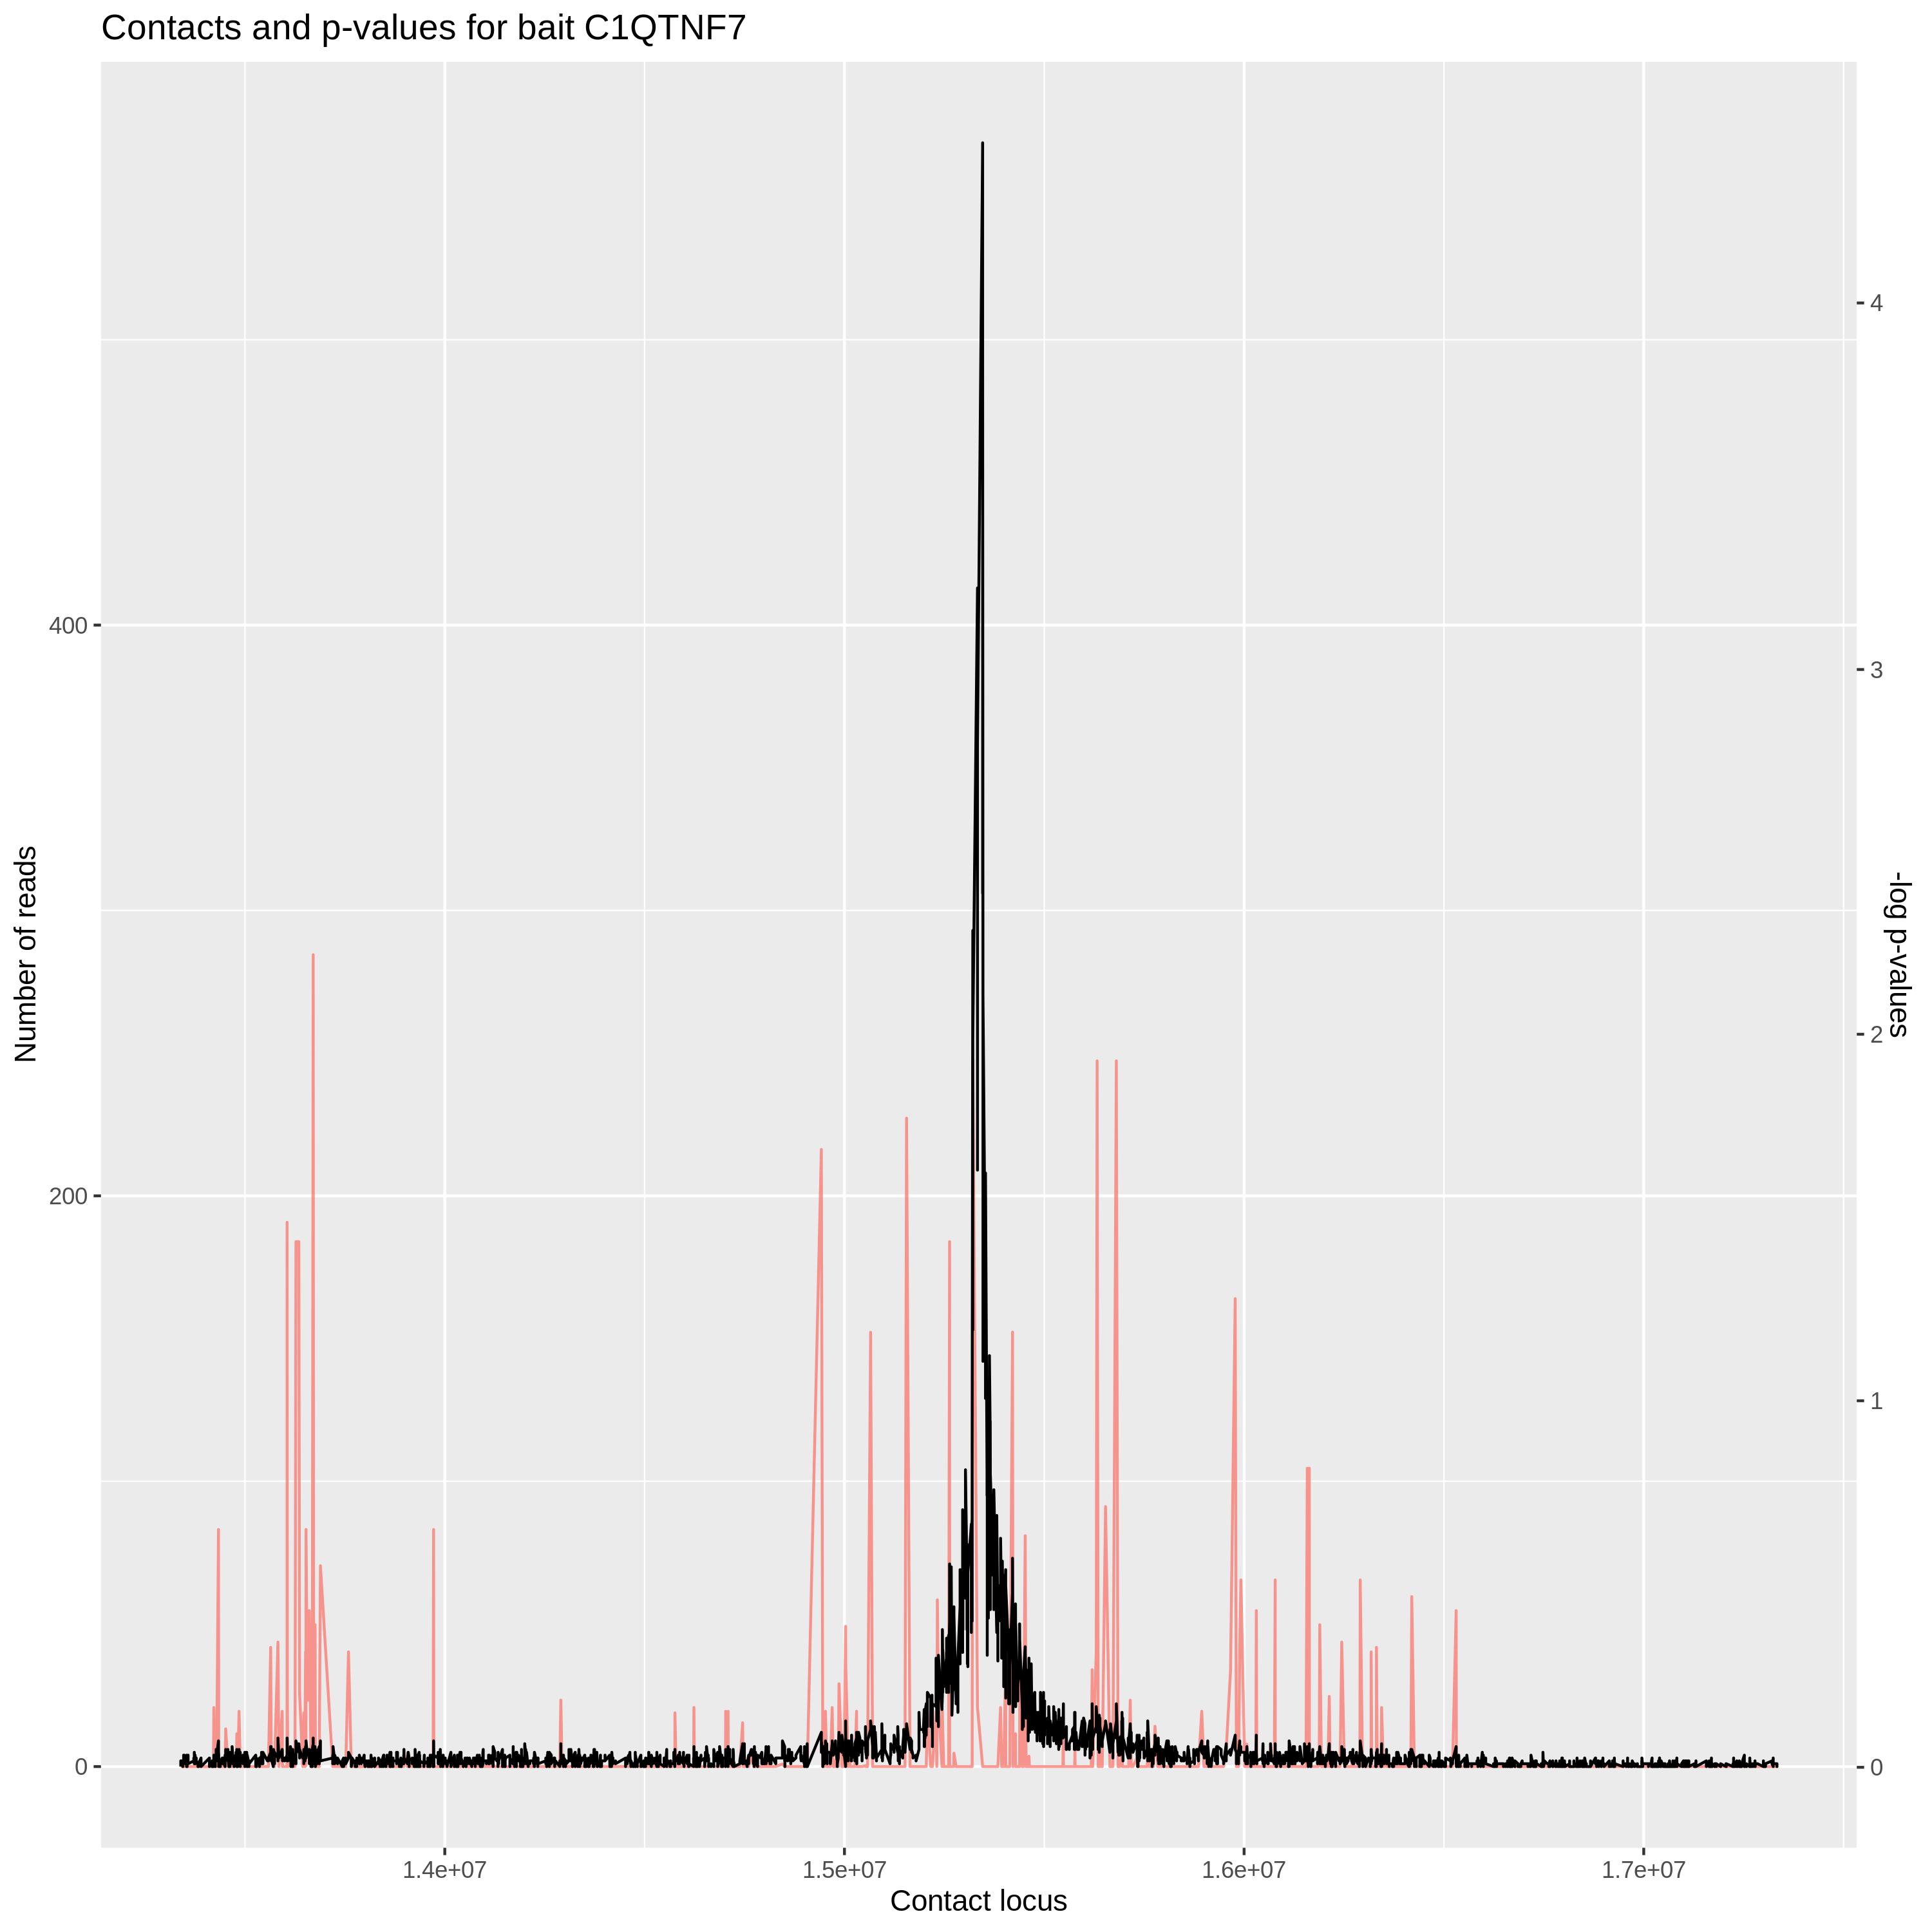 Contacts and p-values for bait C1QTNF7
Number of reads
400
200
0
-log p-values
4
3
2
1
0
1.4e+07
1.5e+07
1.6e+07
1.7e+07
Contact locus